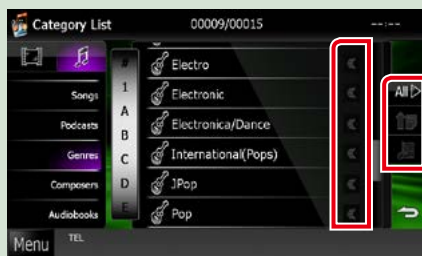 Category List 00009/00015 --:--
Songs
Podcasts
Genres
Composers
Audiobooks
#
1
A
B
C
D
E
Electro
Electronic
Electronica/Dance
International(Pops)
JPop
Pop
All
Menu TEL